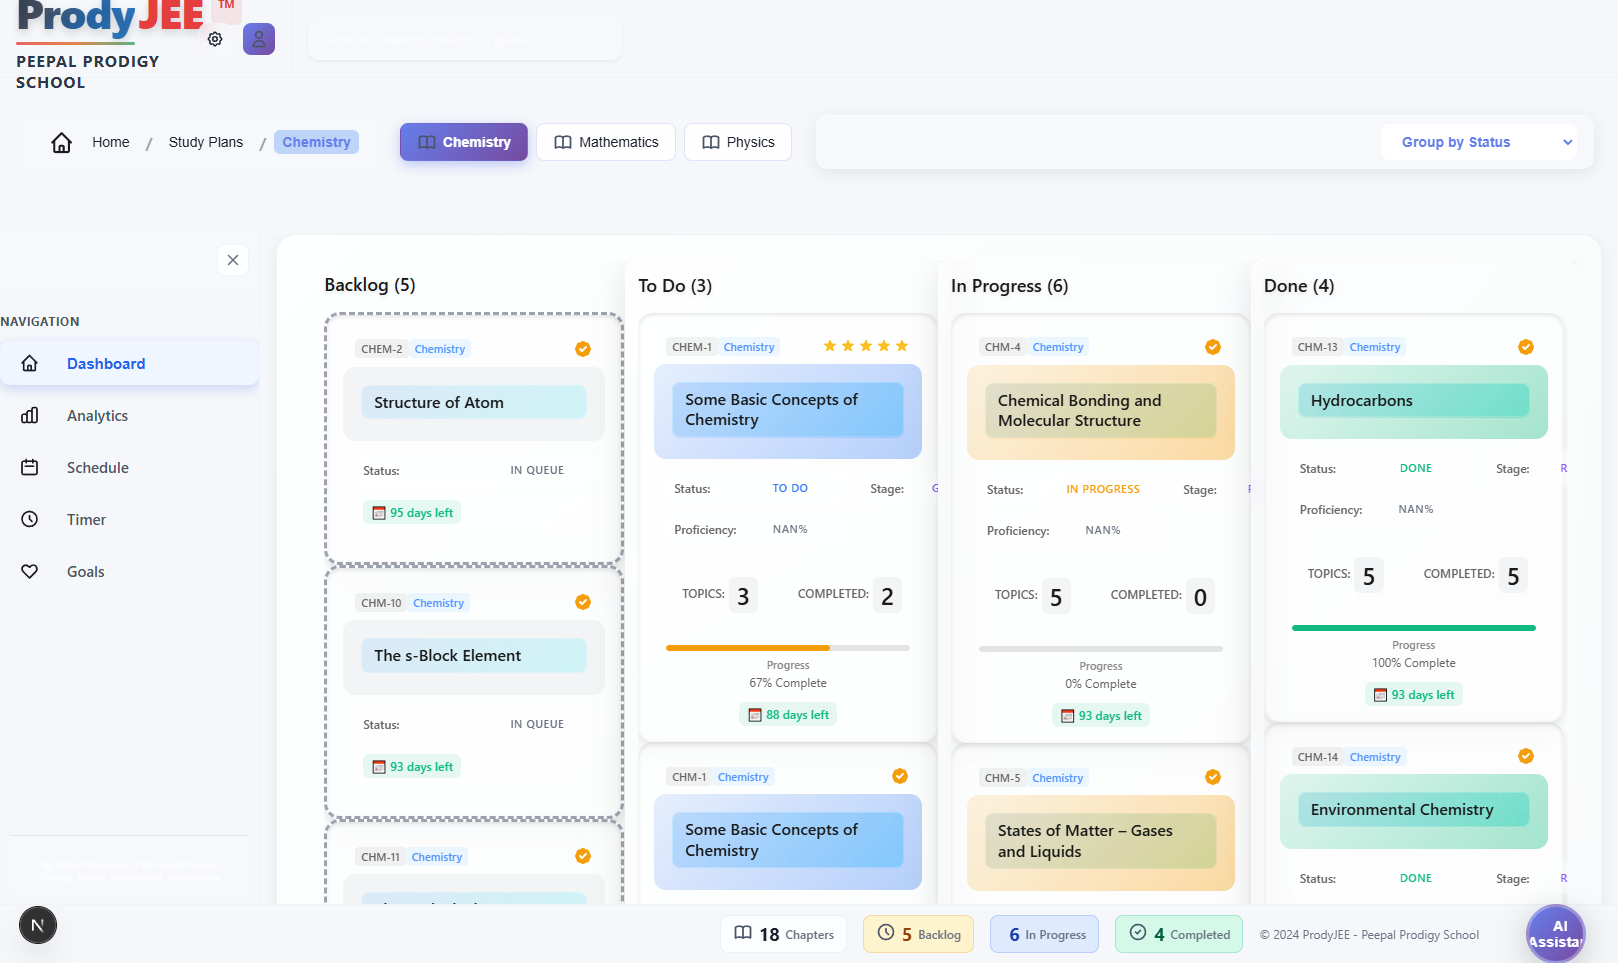 ProdyJEE TM
PEEPAL PRODIGY
SCHOOL
Home / Study Plans / Chemistry
Chemistry
Mathematics
Physics
Group by Status
NAVIGATION
Dashboard
Analytics
Schedule
Timer
Goals
Backlog (5)
CHEM-2 Chemistry
Structure of Atom
Status: IN QUEUE
95 days left
CHM-10 Chemistry
The s-Block Element
Status: IN QUEUE
93 days left
CHM-11 Chemistry
To Do (3)
CHEM-1 Chemistry
Some Basic Concepts of
Chemistry
Status: TO DO Stage: G
Proficiency: NAN%
TOPICS: 3 COMPLETED: 2
Progress
67% Complete
88 days left
CHM-1 Chemistry
Some Basic Concepts of
Chemistry
In Progress (6)
CHM-4 Chemistry
Chemical Bonding and
Molecular Structure
Status: IN PROGRESS Stage:
Proficiency: NAN%
TOPICS: 5 COMPLETED: 0
Progress
0% Complete
93 days left
CHM-5 Chemistry
States of Matter – Gases
and Liquids
Done (4)
CHM-13 Chemistry
Hydrocarbons
Status: DONE Stage: R
Proficiency: NAN%
TOPICS: 5 COMPLETED: 5
Progress
100% Complete
93 days left
CHM-14 Chemistry
Environmental Chemistry
Status: DONE Stage: R
N
18 Chapters
5 Backlog
6 In Progress
4 Completed
© 2024 ProdyJEE - Peepal Prodigy School
AI
Assista